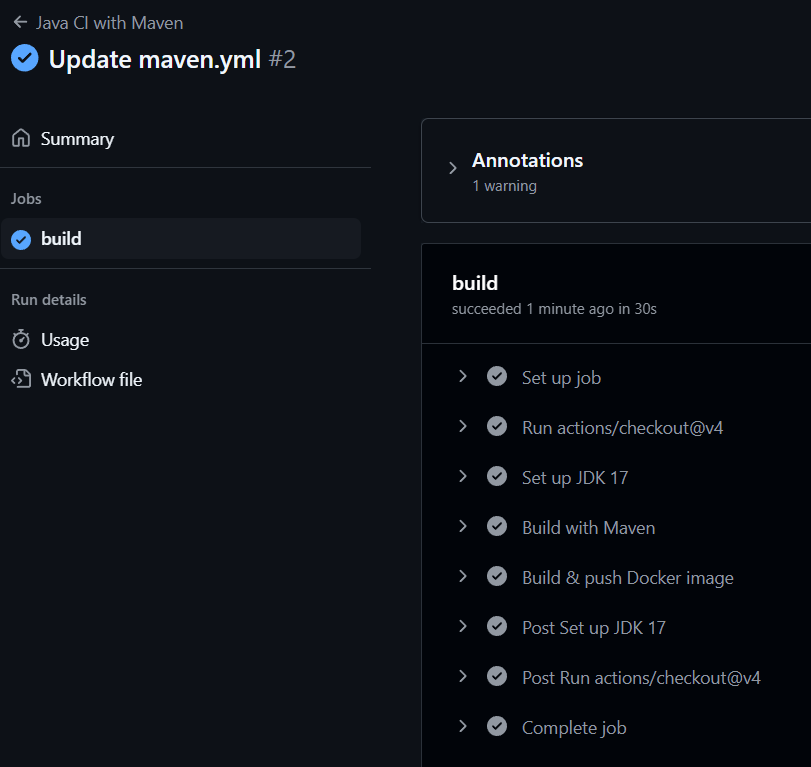 Java CI with Maven
Update maven.yml #2
Summary
Jobs
build
Run details
Usage
Workflow file
Annotations
1 warning
build
succeeded 1 minute ago in 30s
Set up job
Run actions/checkout@v4
Set up JDK 17
Build with Maven
Build & push Docker image
Post Set up JDK 17
Post Run actions/checkout@v4
Complete job